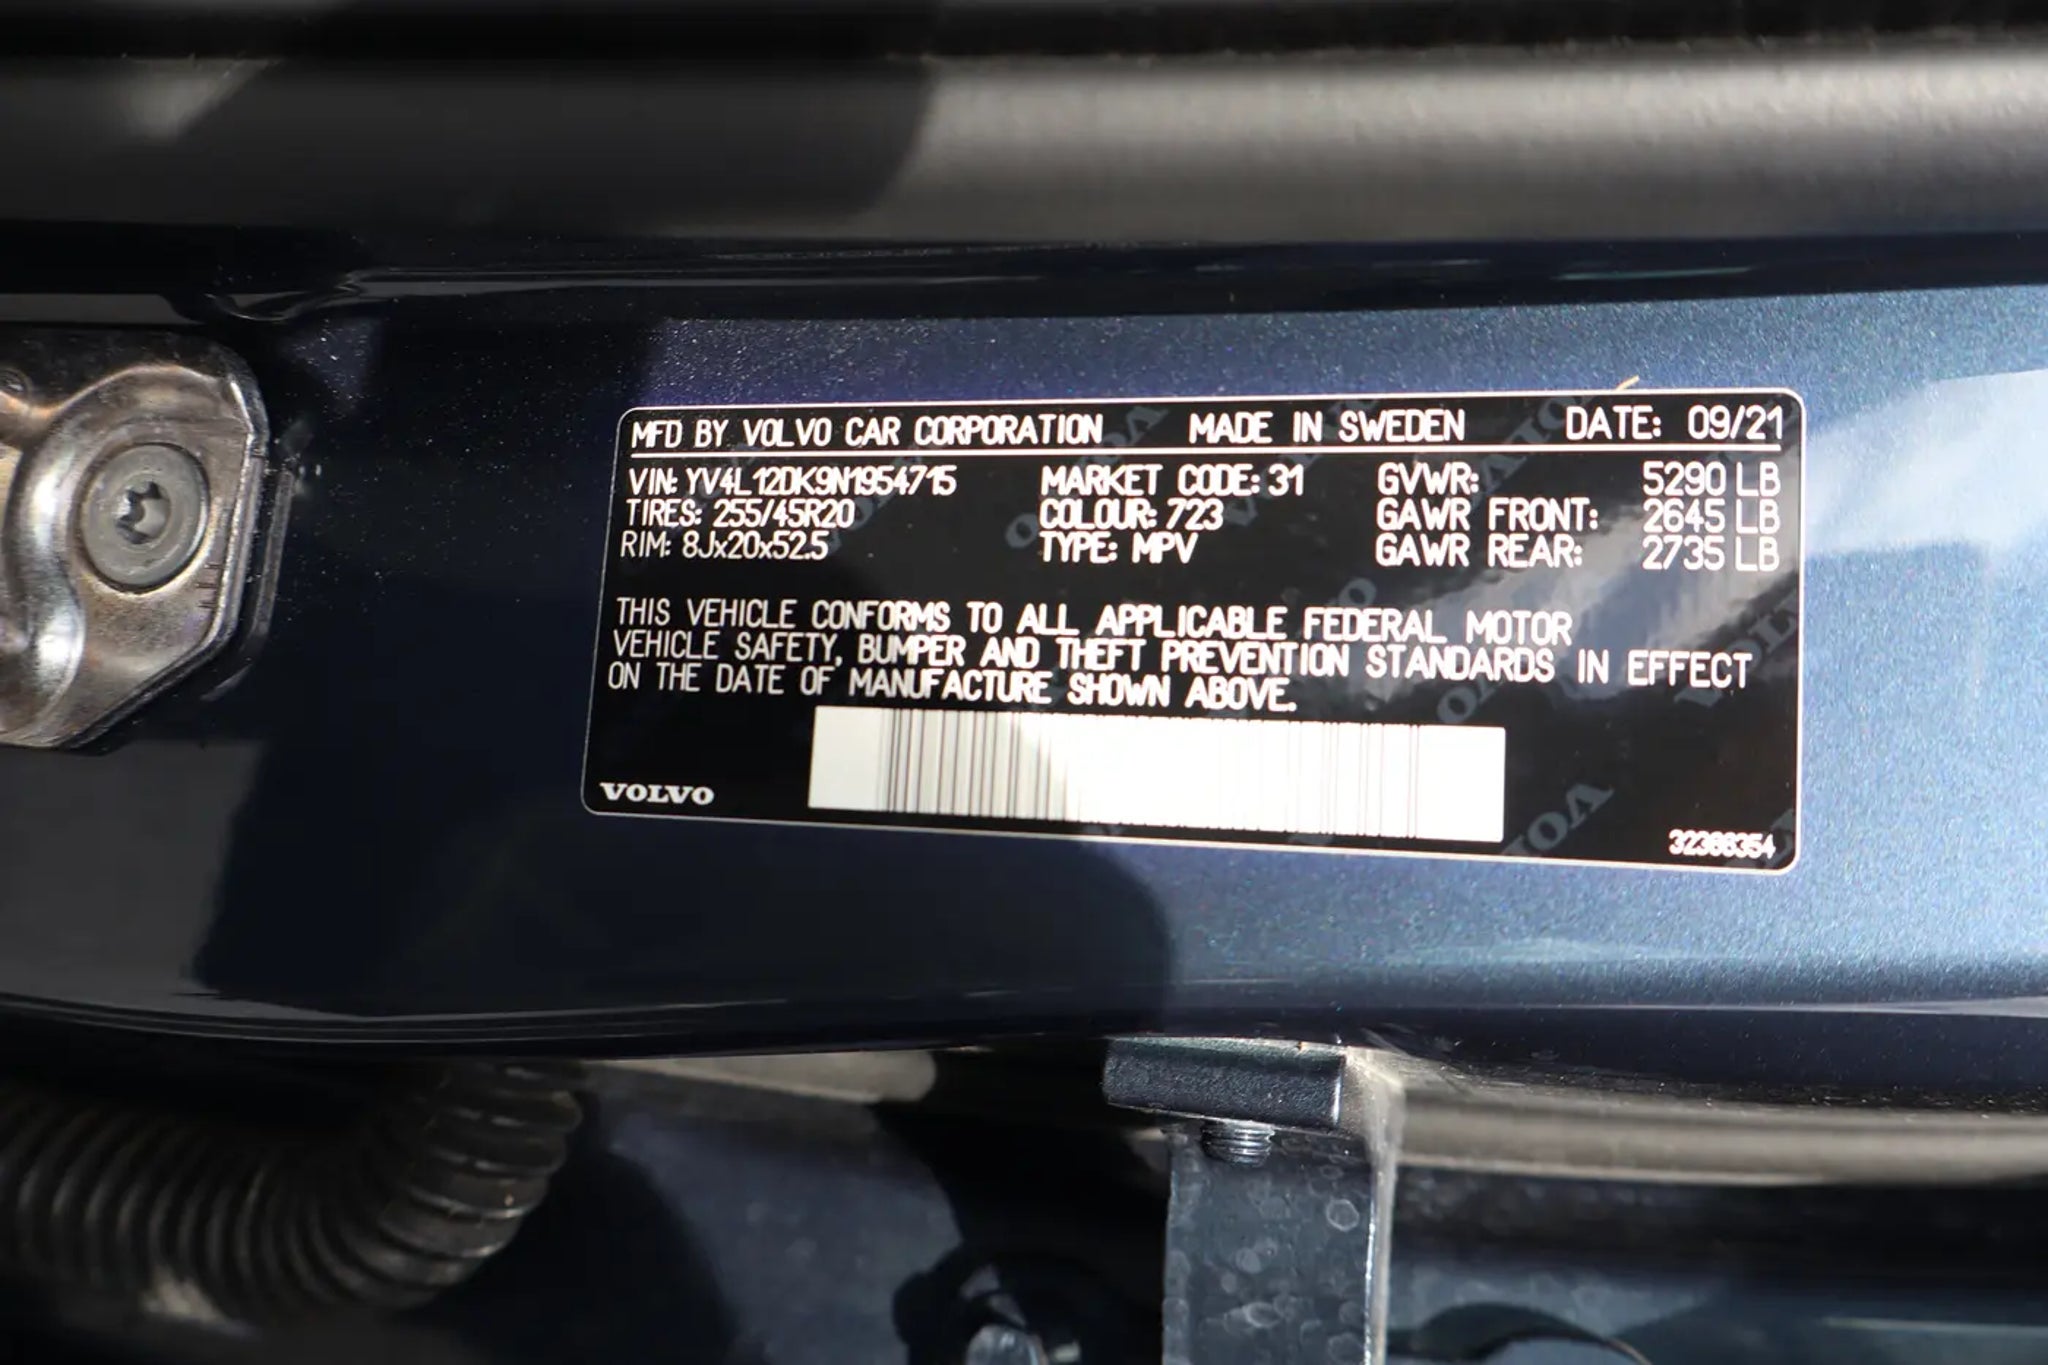 MFD BY VOLVO CAR CORPORATION MADE IN SWEDEN DATE: 09/21
VIN: YV4L12DK9N1954715 MARKET CODE: 31 GVWR: 5290 LB
TIRES: 255/45R20 COLOUR: 723 GAWR FRONT: 2645 LB
RIM: 8Jx20x52.5 TYPE: MPV GAWR REAR: 2735 LB
THIS VEHICLE CONFORMS TO ALL APPLICABLE FEDERAL MOTOR
VEHICLE SAFETY, BUMPER AND THEFT PREVENTION STANDARDS IN EFFECT
ON THE DATE OF MANUFACTURE SHOWN ABOVE.
VOLVO
32388354